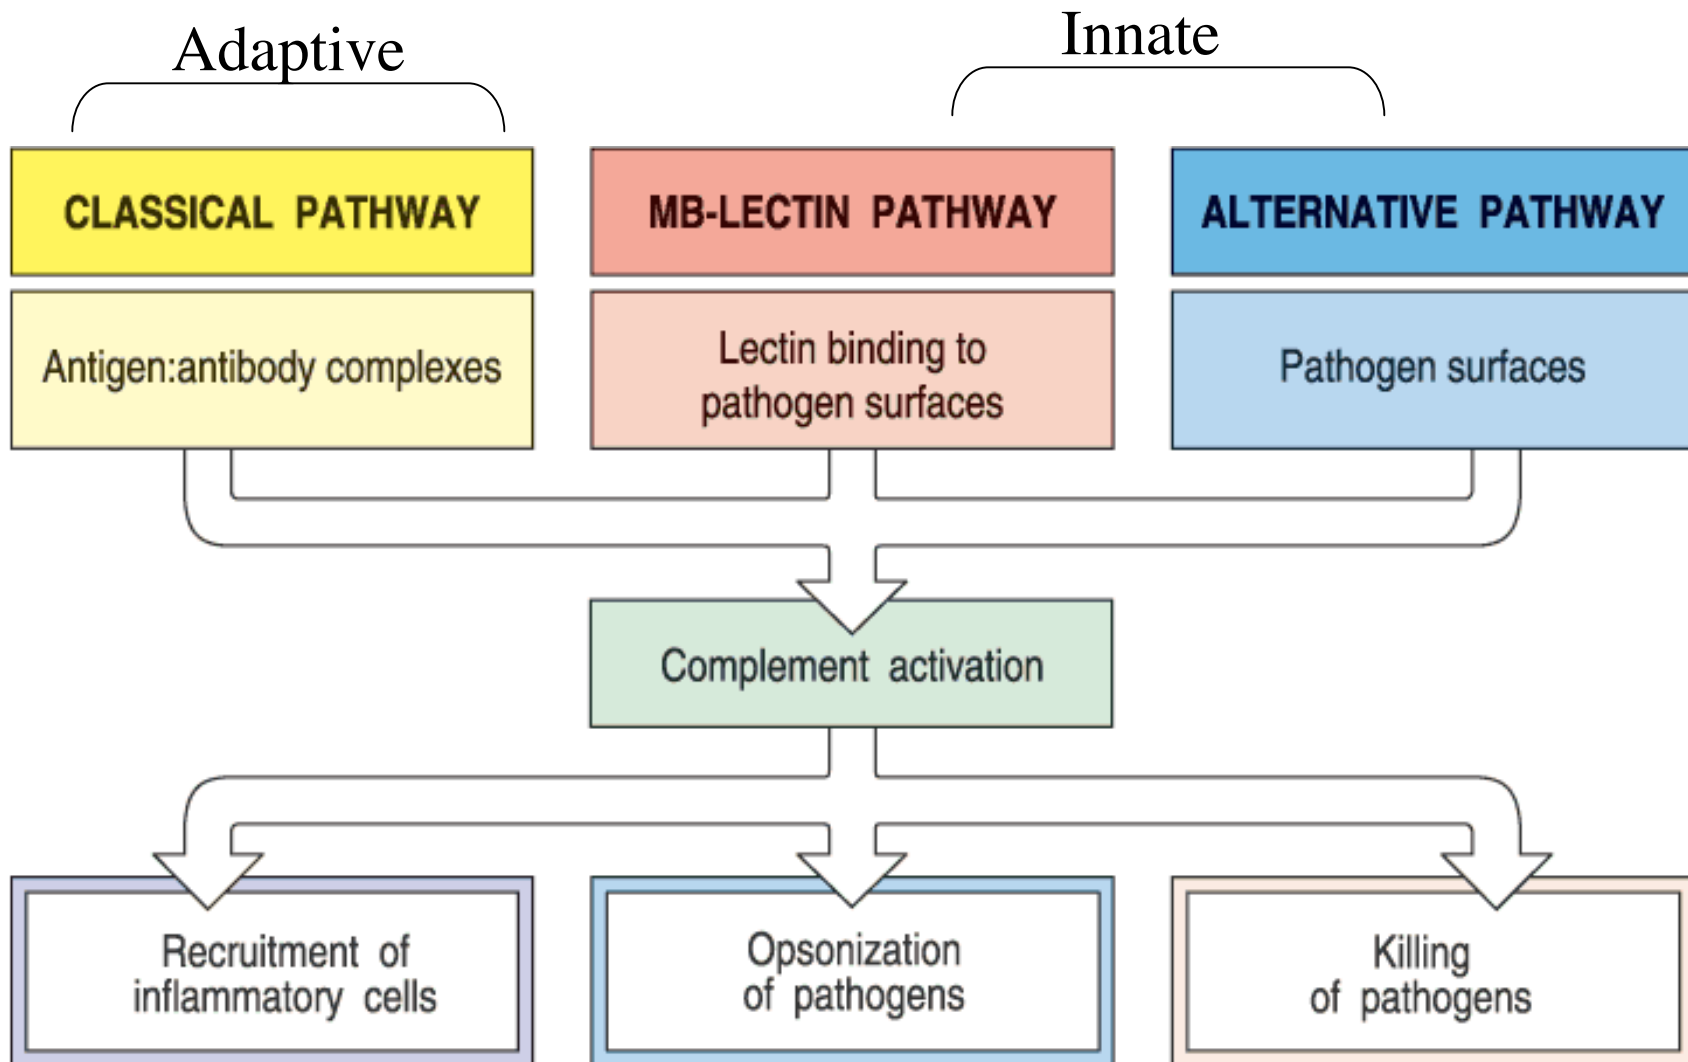 Adaptive
Innate
CLASSICAL PATHWAY
MB-LECTIN PATHWAY
ALTERNATIVE PATHWAY
Antigen:antibody complexes
Lectin binding to
pathogen surfaces
Pathogen surfaces
Complement activation
Recruitment of
inflammatory cells
Opsonization
of pathogens
Killing
of pathogens